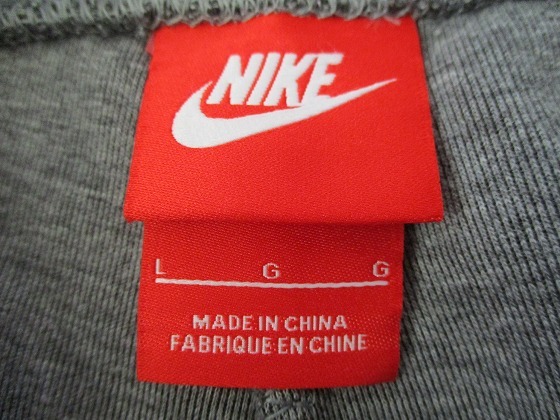 NIKE
L G G
MADE IN CHINA
FABRIQUE EN CHINE